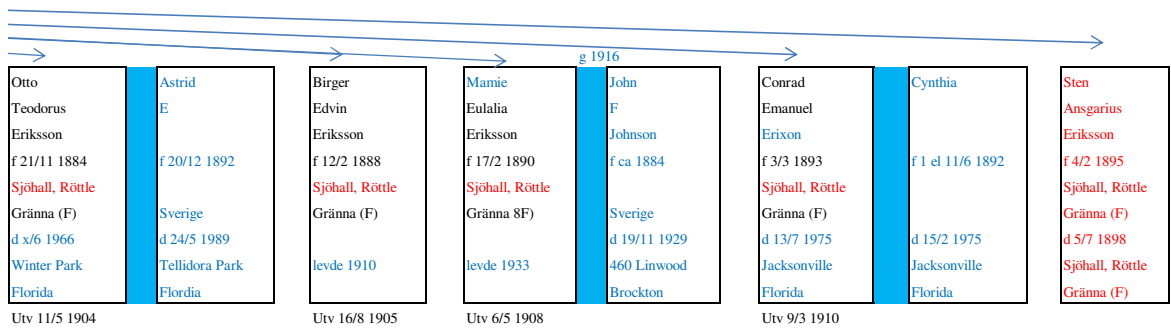 g 1916
Otto
Teodorus
Eriksson
f 21/11 1884
Sjöhall, Röttle
Gränna (F)
d x/6 1966
Winter Park
Florida
Utv 11/5 1904
Astrid
E
f 20/12 1892
Sverige
d 24/5 1989
Tellidora Park
Flordia
Birger
Edvin
Eriksson
f 12/2 1888
Sjöhall, Röttle
Gränna (F)
levde 1910
Utv 16/8 1905
Mamie
Eulalia
Eriksson
f 17/2 1890
Sjöhall, Röttle
Gränna 8F)
levde 1933
Utv 6/5 1908
John
F
Johnson
f ca 1884
Sverige
d 19/11 1929
460 Linwood
Brockton
Conrad
Emanuel
Erixon
f 3/3 1893
Sjöhall, Röttle
Gränna (F)
d 13/7 1975
Jacksonville
Florida
Utv 9/3 1910
Cynthia
f 1 el 11/6 1892
d 15/2 1975
Jacksonville
Florida
Sten
Ansgarius
Eriksson
f 4/2 1895
Sjöhall, Röttle
Gränna (F)
d 5/7 1898
Sjöhall, Röttle
Gränna (F)